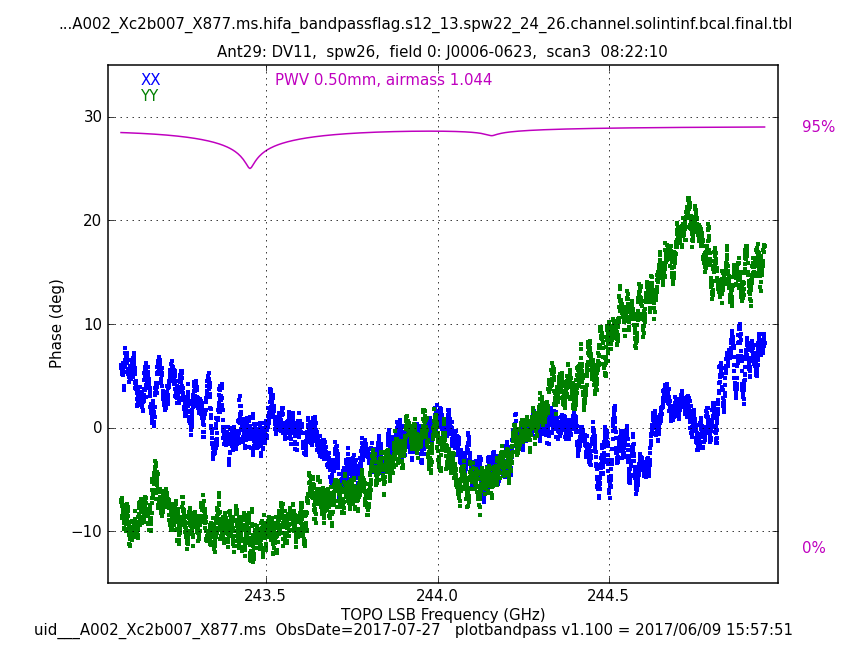 ...A002_Xc2b007_X877.ms.hifa_bandpassflag.s12_13.spw22_24_26.channel.solintinf.bcal.final.tbl
Ant29: DV11,  spw26,  field 0: J0006-0623,  scan3  08:22:10
XX
YY
PWV 0.50mm, airmass 1.044
95%
0%
30
20
10
0
−10
Phase (deg)
243.5
244.0
244.5
TOPO LSB Frequency (GHz)
uid___A002_Xc2b007_X877.ms  ObsDate=2017-07-27   plotbandpass v1.100 = 2017/06/09 15:57:51